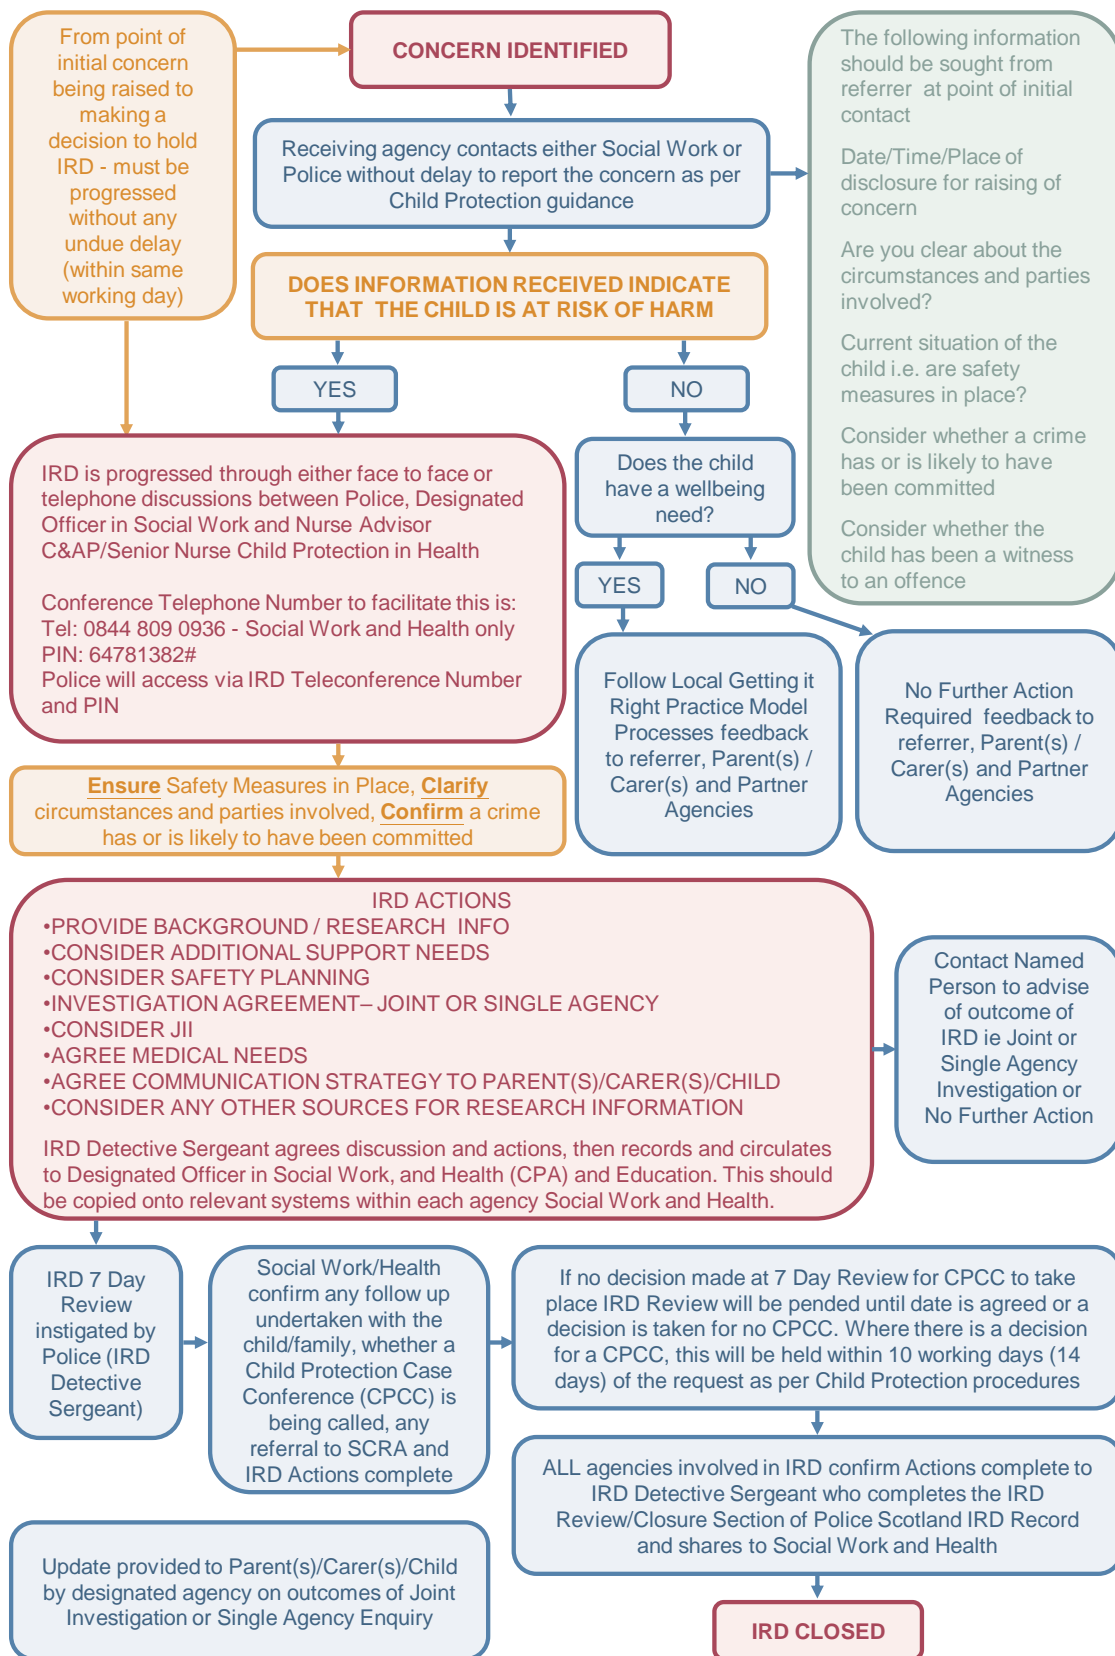 From point of
initial concern
being raised to
making a
decision to hold
IRD - must be
progressed
without any
undue delay
(within same
working day)
CONCERN IDENTIFIED
Receiving agency contacts either Social Work or
Police without delay to report the concern as per
Child Protection guidance
The following information
should be sought from
referrer at point of initial
contact
Date/Time/Place of
disclosure for raising of
concern
Are you clear about the
circumstances and parties
involved?
Current situation of the
child i.e. are safety
measures in place?
Consider whether a crime
has or is likely to have
been committed
Consider whether the
child has been a witness
to an offence
DOES INFORMATION RECEIVED INDICATE
THAT THE CHILD IS AT RISK OF HARM
YES
NO
IRD is progressed through either face to face or
telephone discussions between Police, Designated
Officer in Social Work and Nurse Advisor
C&AP/Senior Nurse Child Protection in Health
Conference Telephone Number to facilitate this is:
Tel: 0844 809 0936 - Social Work and Health only
PIN: 64781382#
Police will access via IRD Teleconference Number
and PIN
Does the child
have a wellbeing
need?
YES
NO
Follow Local Getting it
Right Practice Model
Processes feedback
to referrer, Parent(s) /
Carer(s) and Partner
Agencies
No Further Action
Required feedback to
referrer, Parent(s) /
Carer(s) and Partner
Agencies
Ensure Safety Measures in Place, Clarify
circumstances and parties involved, Confirm a crime
has or is likely to have been committed
IRD ACTIONS
•PROVIDE BACKGROUND / RESEARCH INFO
•CONSIDER ADDITIONAL SUPPORT NEEDS
•CONSIDER SAFETY PLANNING
•INVESTIGATION AGREEMENT– JOINT OR SINGLE AGENCY
•CONSIDER JII
•AGREE MEDICAL NEEDS
•AGREE COMMUNICATION STRATEGY TO PARENT(S)/CARER(S)/CHILD
•CONSIDER ANY OTHER SOURCES FOR RESEARCH INFORMATION
IRD Detective Sergeant agrees discussion and actions, then records and circulates
to Designated Officer in Social Work, and Health (CPA) and Education. This should
be copied onto relevant systems within each agency Social Work and Health.
Contact Named
Person to advise
of outcome of
IRD ie Joint or
Single Agency
Investigation or
No Further Action
IRD 7 Day
Review
instigated by
Police (IRD
Detective
Sergeant)
Social Work/Health
confirm any follow up
undertaken with the
child/family, whether a
Child Protection Case
Conference (CPCC) is
being called, any
referral to SCRA and
IRD Actions complete
If no decision made at 7 Day Review for CPCC to take
place IRD Review will be pended until date is agreed or a
decision is taken for no CPCC. Where there is a decision
for a CPCC, this will be held within 10 working days (14
days) of the request as per Child Protection procedures
ALL agencies involved in IRD confirm Actions complete to
IRD Detective Sergeant who completes the IRD
Review/Closure Section of Police Scotland IRD Record
and shares to Social Work and Health
Update provided to Parent(s)/Carer(s)/Child
by designated agency on outcomes of Joint
Investigation or Single Agency Enquiry
IRD CLOSED